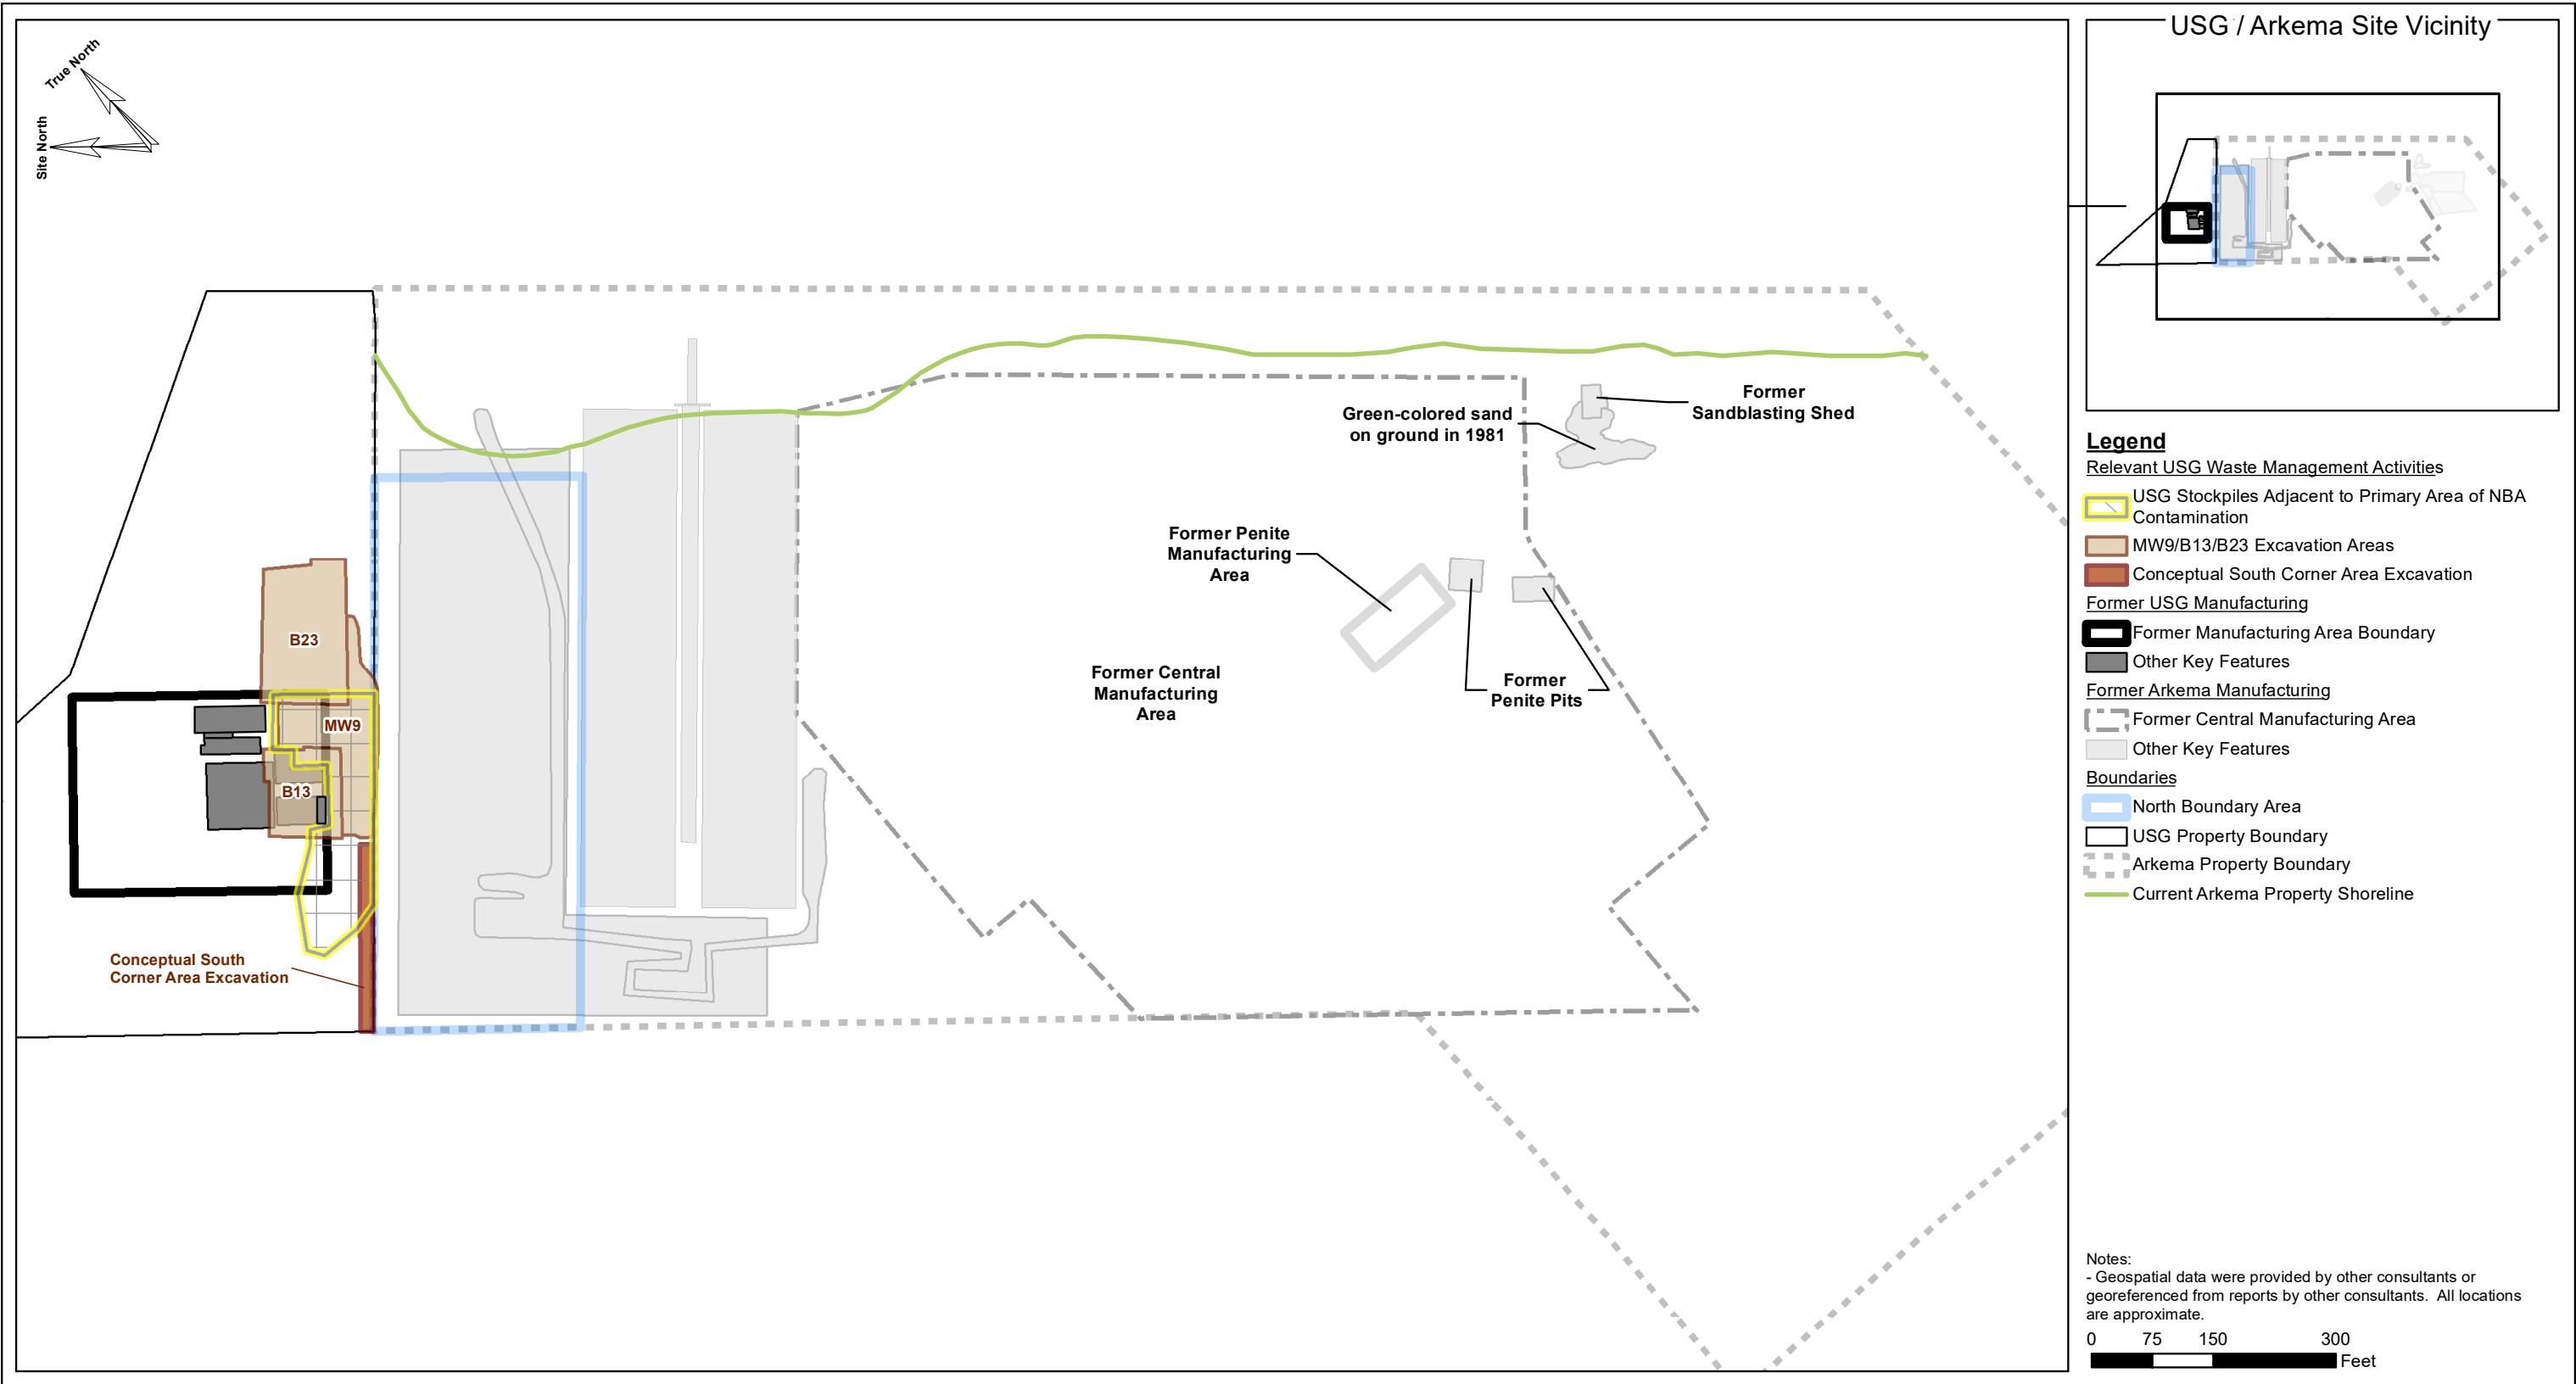 USG / Arkema Site Vicinity
True North
Site North
Green-colored sand
on ground in 1981
Former
Sandblasting Shed
Former Penite
Manufacturing
Area
Former Central
Manufacturing
Area
Former
Penite Pits
B23
MW9
B13
Conceptual South
Corner Area Excavation
Legend
Relevant USG Waste Management Activities
USG Stockpiles Adjacent to Primary Area of NBA
Contamination
MW9/B13/B23 Excavation Areas
Conceptual South Corner Area Excavation
Former USG Manufacturing
Former Manufacturing Area Boundary
Other Key Features
Former Arkema Manufacturing
Former Central Manufacturing Area
Other Key Features
Boundaries
North Boundary Area
USG Property Boundary
Arkema Property Boundary
Current Arkema Property Shoreline
Notes:
- Geospatial data were provided by other consultants or
georeferenced from reports by other consultants. All locations
are approximate.
0 75 150 300
Feet